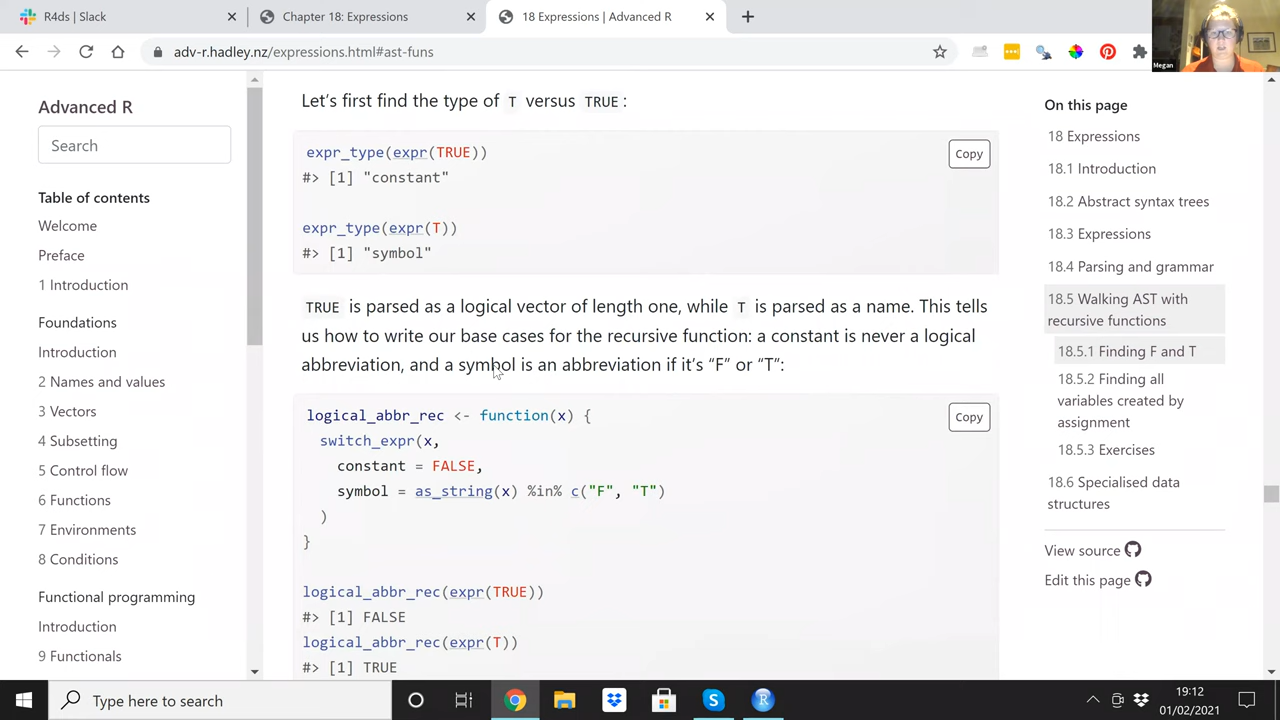 R4ds | Slack
Chapter 18: Expressions
18 Expressions | Advanced R
adv-r.hadley.nz/expressions.html#ast-funs
Megan
Advanced R
Search
Table of contents
Welcome
Preface
1 Introduction
Foundations
Introduction
2 Names and values
3 Vectors
4 Subsetting
5 Control flow
6 Functions
7 Environments
8 Conditions
Functional programming
Introduction
9 Functionals
Let's first find the type of T versus TRUE :
expr_type(expr(TRUE))
#> [1] "constant"
expr_type(expr(T))
#> [1] "symbol"
Copy
TRUE is parsed as a logical vector of length one, while T is parsed as a name. This tells
us how to write our base cases for the recursive function: a constant is never a logical
abbreviation, and a symbol is an abbreviation if it's “F” or “T”:
logical_abbr_rec <- function(x) {
switch_expr(x,
constant = FALSE,
symbol = as_string(x) %in% c("F", "T")
)
}
logical_abbr_rec(expr(TRUE))
#> [1] FALSE
logical_abbr_rec(expr(T))
#> [1] TRUE
Copy
On this page
18 Expressions
18.1 Introduction
18.2 Abstract syntax trees
18.3 Expressions
18.4 Parsing and grammar
18.5 Walking AST with
recursive functions
18.5.1 Finding F and T
18.5.2 Finding all
variables created by
assignment
18.5.3 Exercises
18.6 Specialised data
structures
View source
Edit this page
Type here to search
19:12
01/02/2021